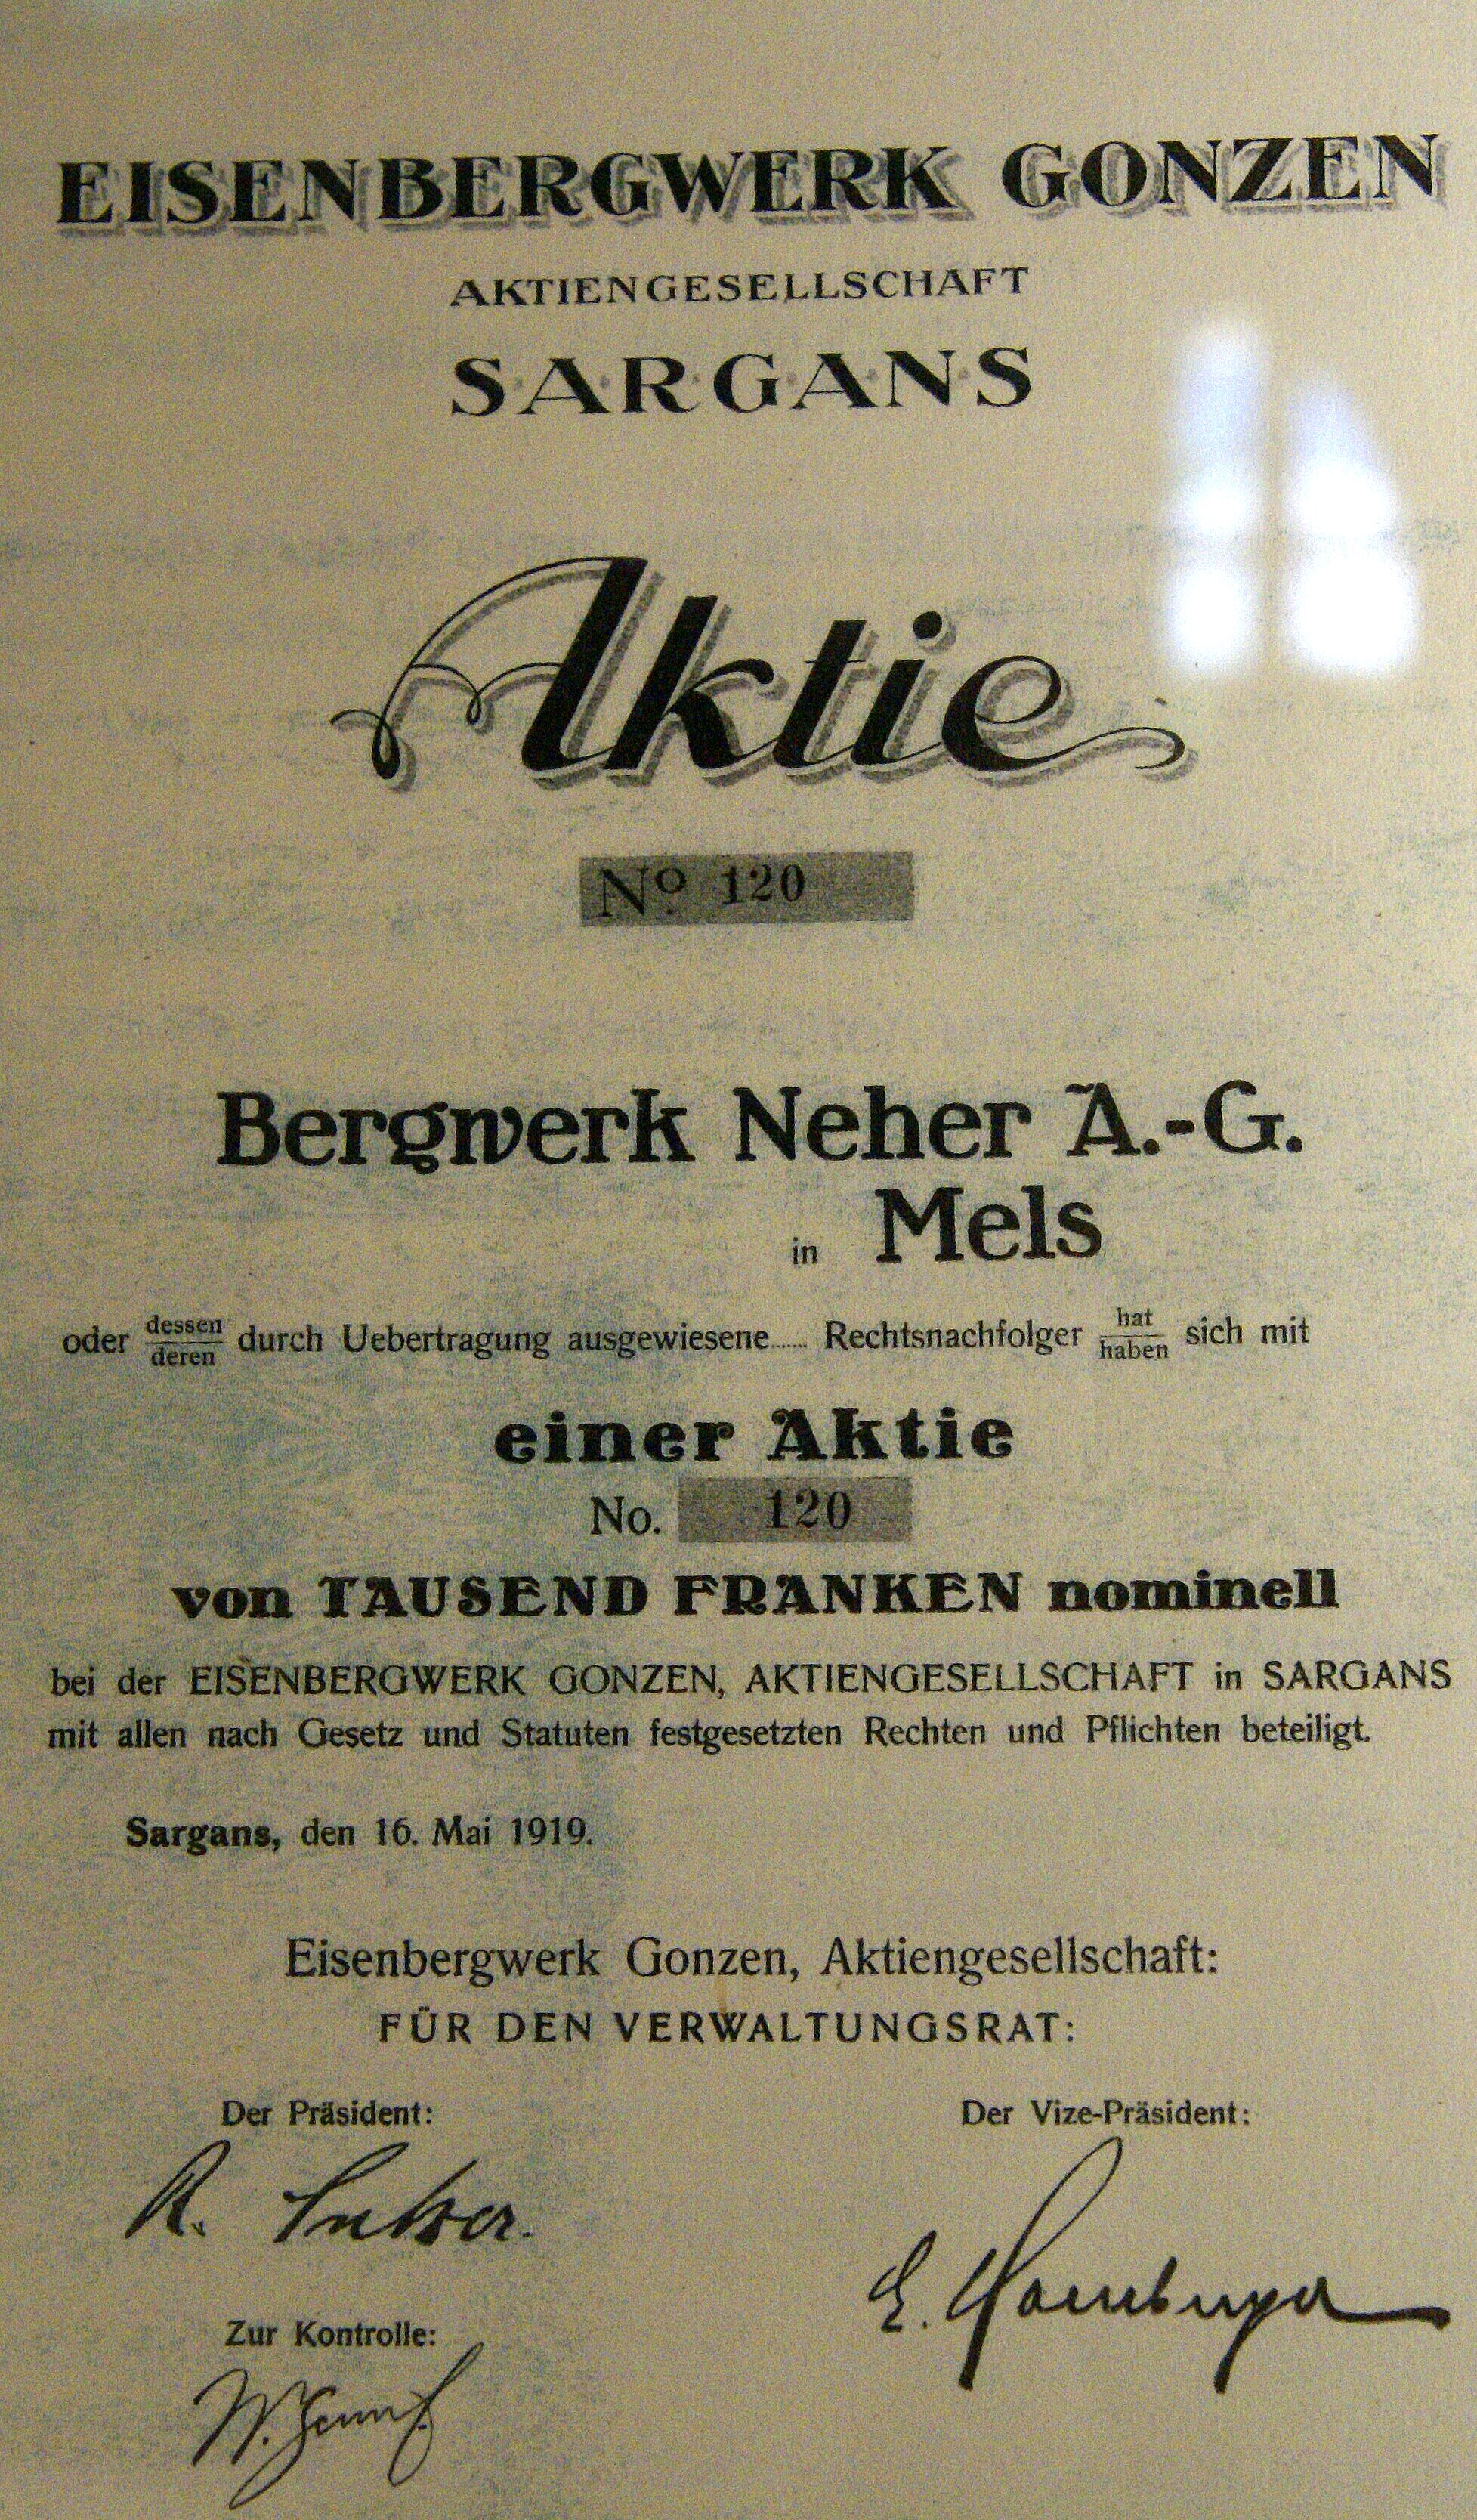 EISENBERGWERK GONZEN
AKTIENGESELLSCHAFT
SARGANS
Aktie
Nº 120
Bergwerk Neher A.-G.
in Mels
oder dessen/deren durch Uebertragung ausgewiesene...... Rechtsnachfolger hat/haben sich mit
einer Aktie
No. 120
von TAUSEND FRANKEN nominell
bei der EISENBERGWERK GONZEN, AKTIENGESELLSCHAFT in SARGANS
mit allen nach Gesetz und Statuten festgesetzten Rechten und Pflichten beteiligt.
Sargans, den 16. Mai 1919.
Eisenbergwerk Gonzen, Aktiengesellschaft:
FÜR DEN VERWALTUNGSRAT:
Der Präsident:
Der Vize-Präsident:
R. Sulzer.
E. Homberger
Zur Kontrolle: